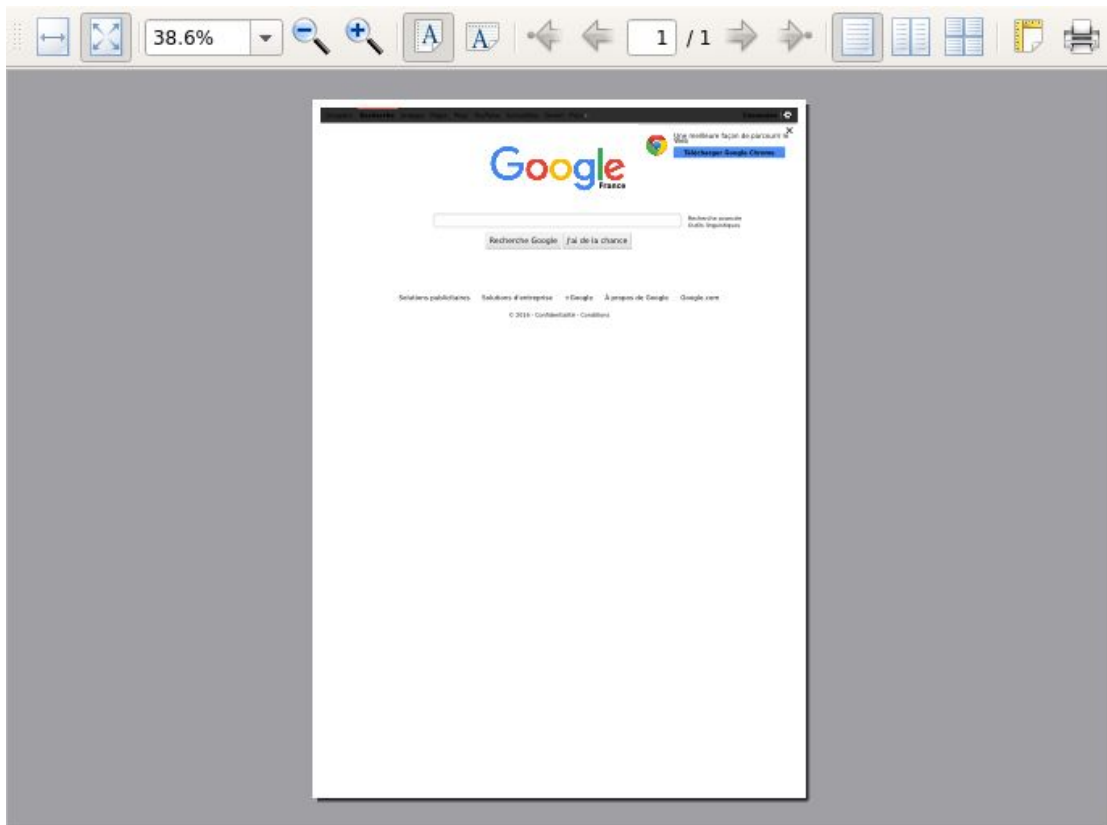 38.6%
A
A
1 / 1
Recherche
Une meilleure façon de parcourir le
Web
Télécharger Google Chrome
Google
France
Recherche avancée
Outils linguistiques
Recherche Google J'ai de la chance
Solutions publicitaires Solutions d'entreprise +Google À propos de Google Google.com
© 2016 - Confidentialité - Conditions